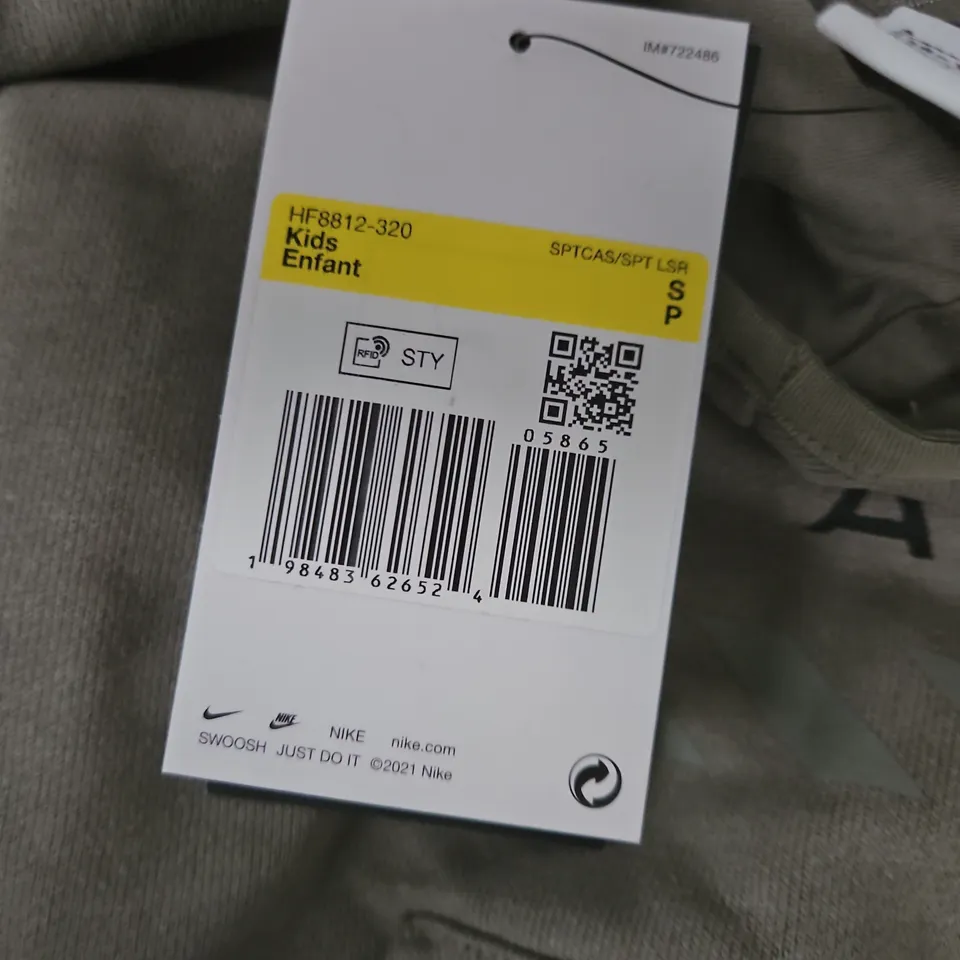 IM#722486
HF8812-320
Kids
Enfant
SPTCAS/SPT LSR
S
P
RFID STY
05865
1 98483 62652 4
NIKE
NIKE nike.com
SWOOSH JUST DO IT ©2021 Nike
A